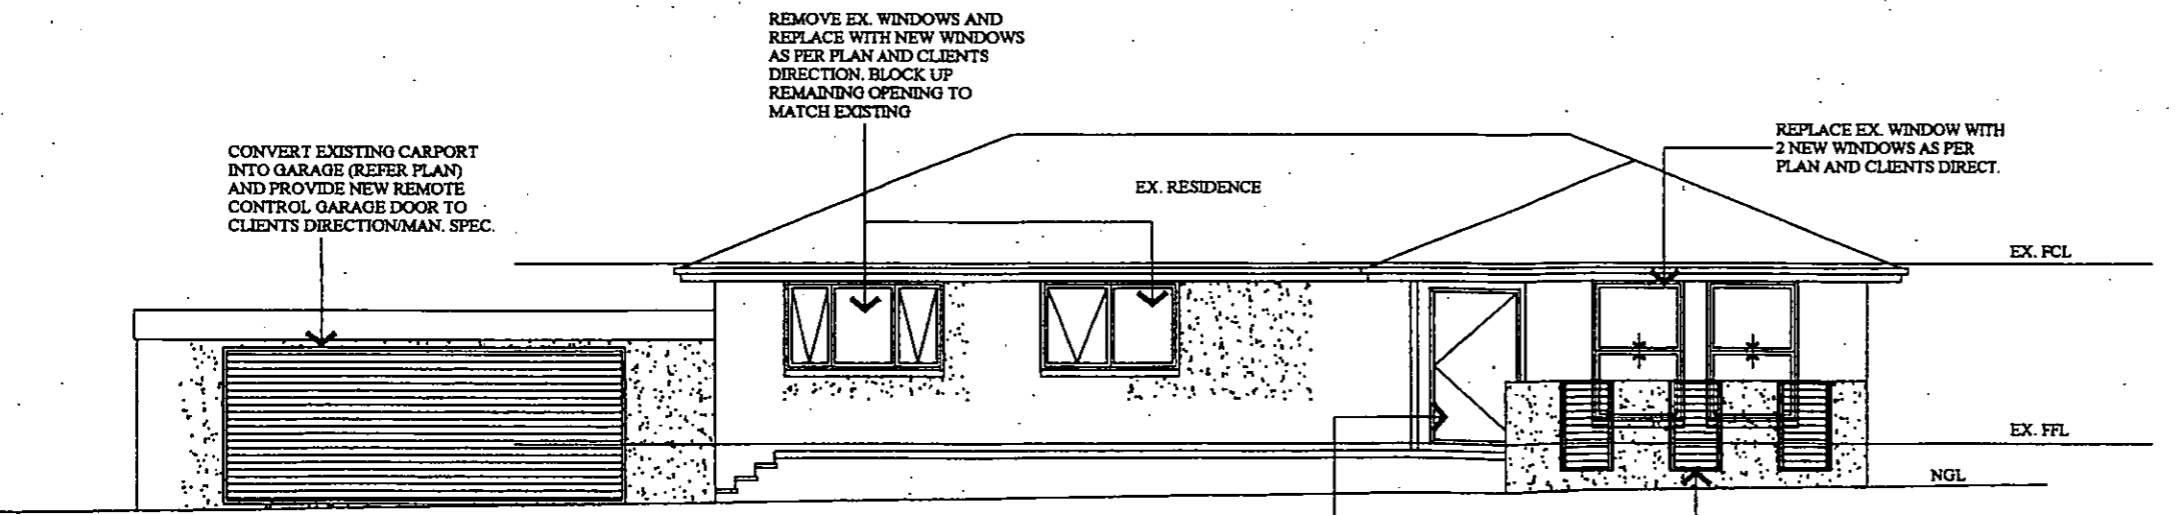 REMOVE EX. WINDOWS AND
REPLACE WITH NEW WINDOWS
AS PER PLAN AND CLIENTS
DIRECTION. BLOCK UP
REMAINING OPENING TO
MATCH EXISTING
CONVERT EXISTING CARPORT
INTO GARAGE (REFER PLAN)
AND PROVIDE NEW REMOTE
CONTROL GARAGE DOOR TO
CLIENTS DIRECTION/MAN. SPEC.
REPLACE EX. WINDOW WITH
2 NEW WINDOWS AS PER
PLAN AND CLIENTS DIRECT.
EX. RESIDENCE
EX. FCL
EX. FFL
NGL